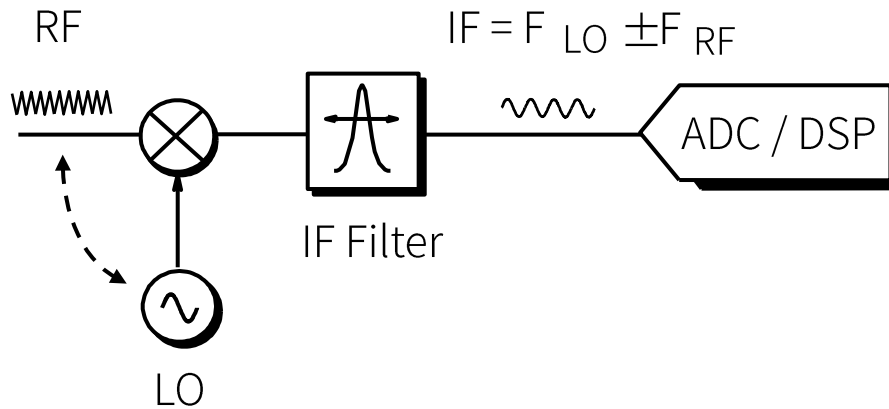 RF
IF = F LO ±F RF
ADC / DSP
IF Filter
LO